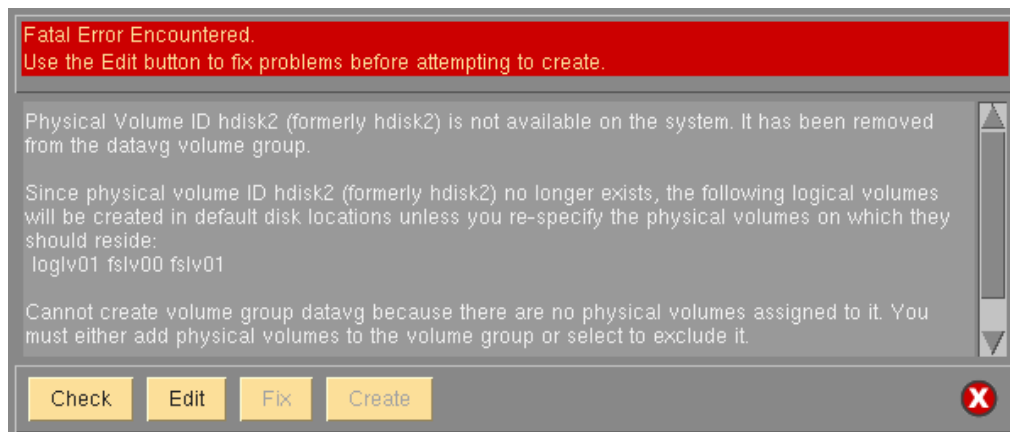 Fatal Error Encountered.
Use the Edit button to fix problems before attempting to create.
Physical Volume ID hdisk2 (formerly hdisk2) is not available on the system. It has been removed
from the datavg volume group.
Since physical volume ID hdisk2 (formerly hdisk2) no longer exists, the following logical volumes
will be created in default disk locations unless you re-specify the physical volumes on which they
should reside:
loglv01 fslv00 fslv01
Cannot create volume group datavg because there are no physical volumes assigned to it. You
must either add physical volumes to the volume group or select to exclude it.
Check Edit Fix Create